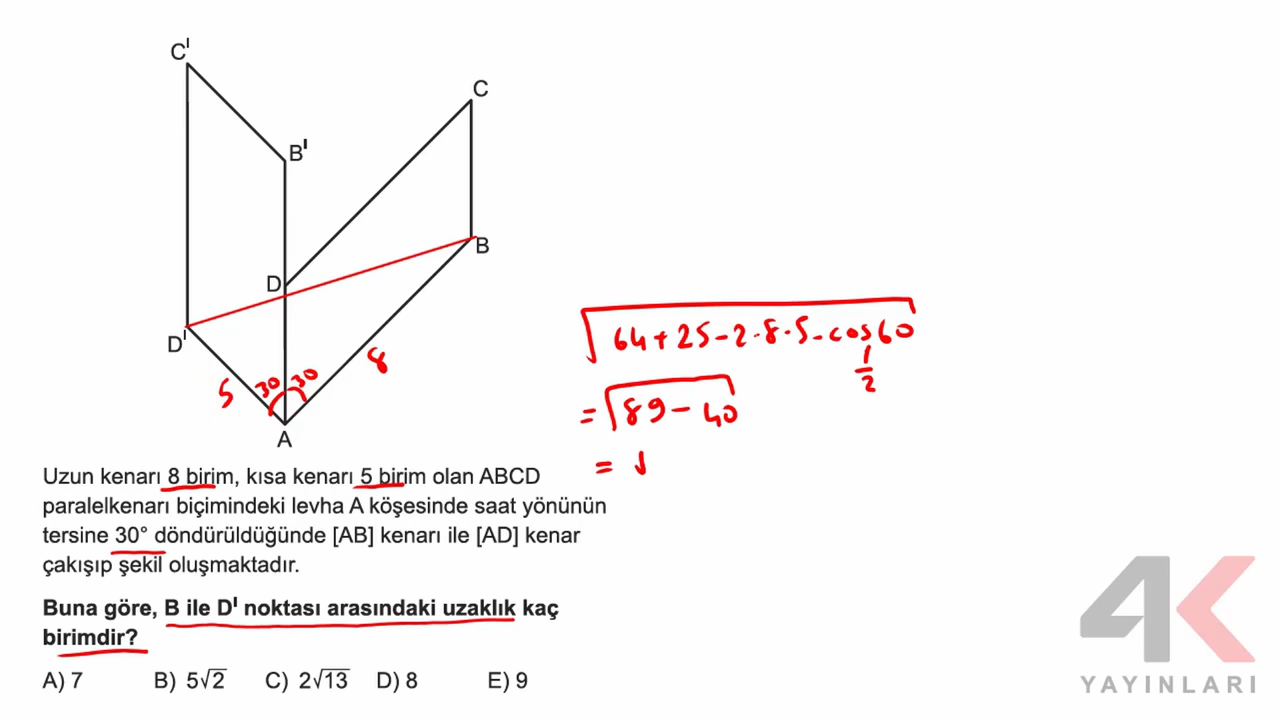 C'
C
B'
B
D
D'
8
5
30 30
A
√64+25-2·8·5·cos60
1/2
= √89-40
= √
Uzun kenarı 8 birim, kısa kenarı 5 birim olan ABCD
paralelkenarı biçimindeki levha A köşesinde saat yönünün
tersine 30° döndürüldüğünde [AB] kenarı ile [AD] kenar
çakışıp şekil oluşmaktadır.
Buna göre, B ile D' noktası arasındaki uzaklık kaç
birimdir?
A) 7 B) 5√2 C) 2√13 D) 8 E) 9
4K
YAYINLARI